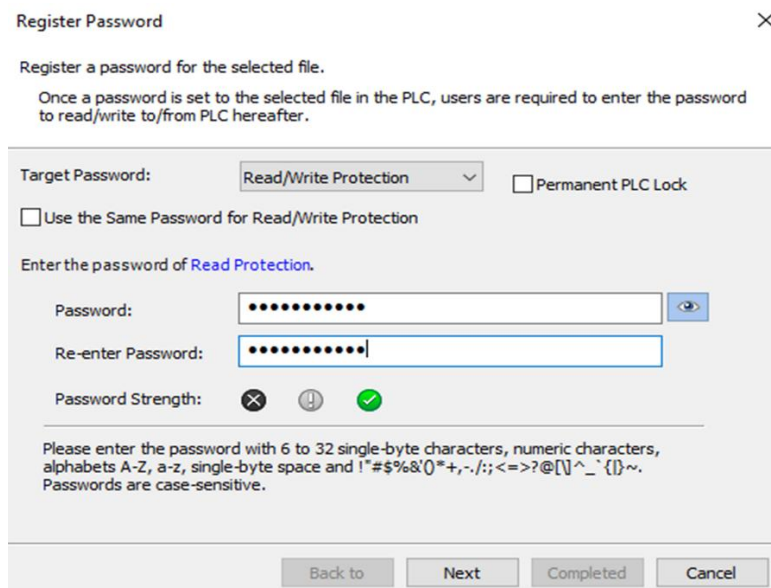 Register Password
Register a password for the selected file.
Once a password is set to the selected file in the PLC, users are required to enter the password
to read/write to/from PLC hereafter.
Target Password:
Read/Write Protection
Permanent PLC Lock
Use the Same Password for Read/Write Protection
Enter the password of Read Protection.
Password:
•••••••••••
Re-enter Password:
•••••••••••
Password Strength:
Please enter the password with 6 to 32 single-byte characters, numeric characters,
alphabets A-Z, a-z, single-byte space and !"#$%&'()*+,-./:;<=>?@[\]^_`{|}~.
Passwords are case-sensitive.
Back to
Next
Completed
Cancel